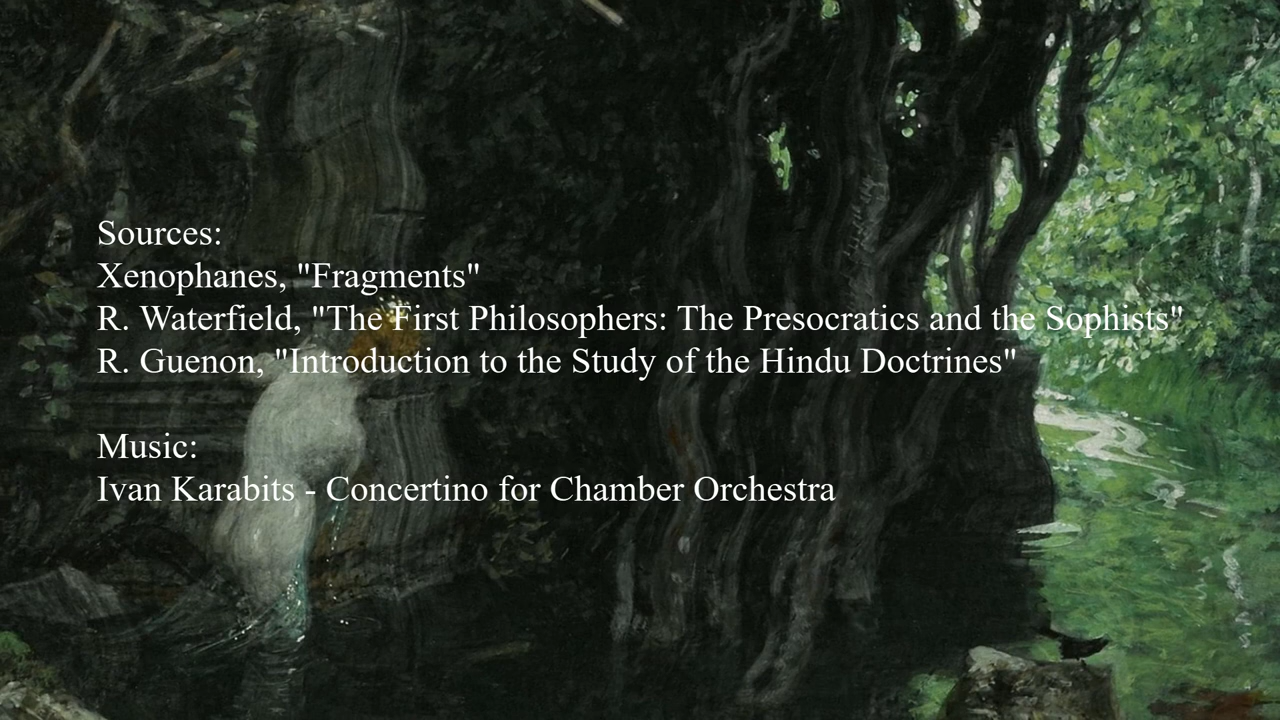 Sources:
Xenophanes, "Fragments"
R. Waterfield, "The First Philosophers: The Presocratics and the Sophists"
R. Guenon, "Introduction to the Study of the Hindu Doctrines"
Music:
Ivan Karabits - Concertino for Chamber Orchestra